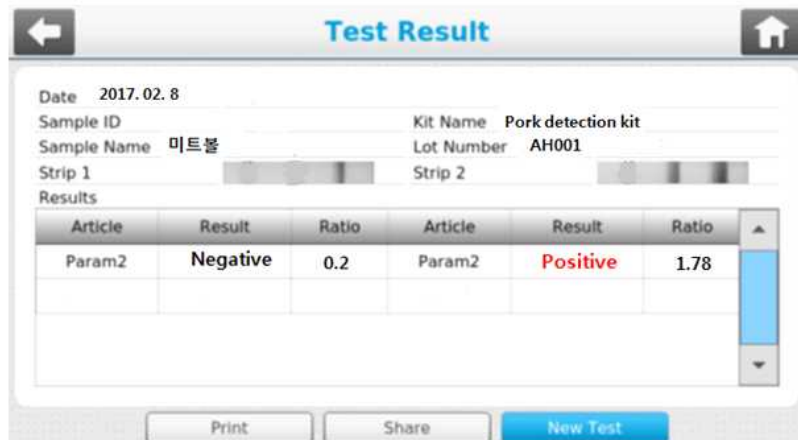 Test Result
Date 2017. 02. 8
Sample ID Kit Name Pork detection kit
Sample Name 미트볼 Lot Number AH001
Strip 1 Strip 2
Results
Article Result Ratio Article Result Ratio
Param2 Negative 0.2 Param2 Positive 1.78
Print Share New Test